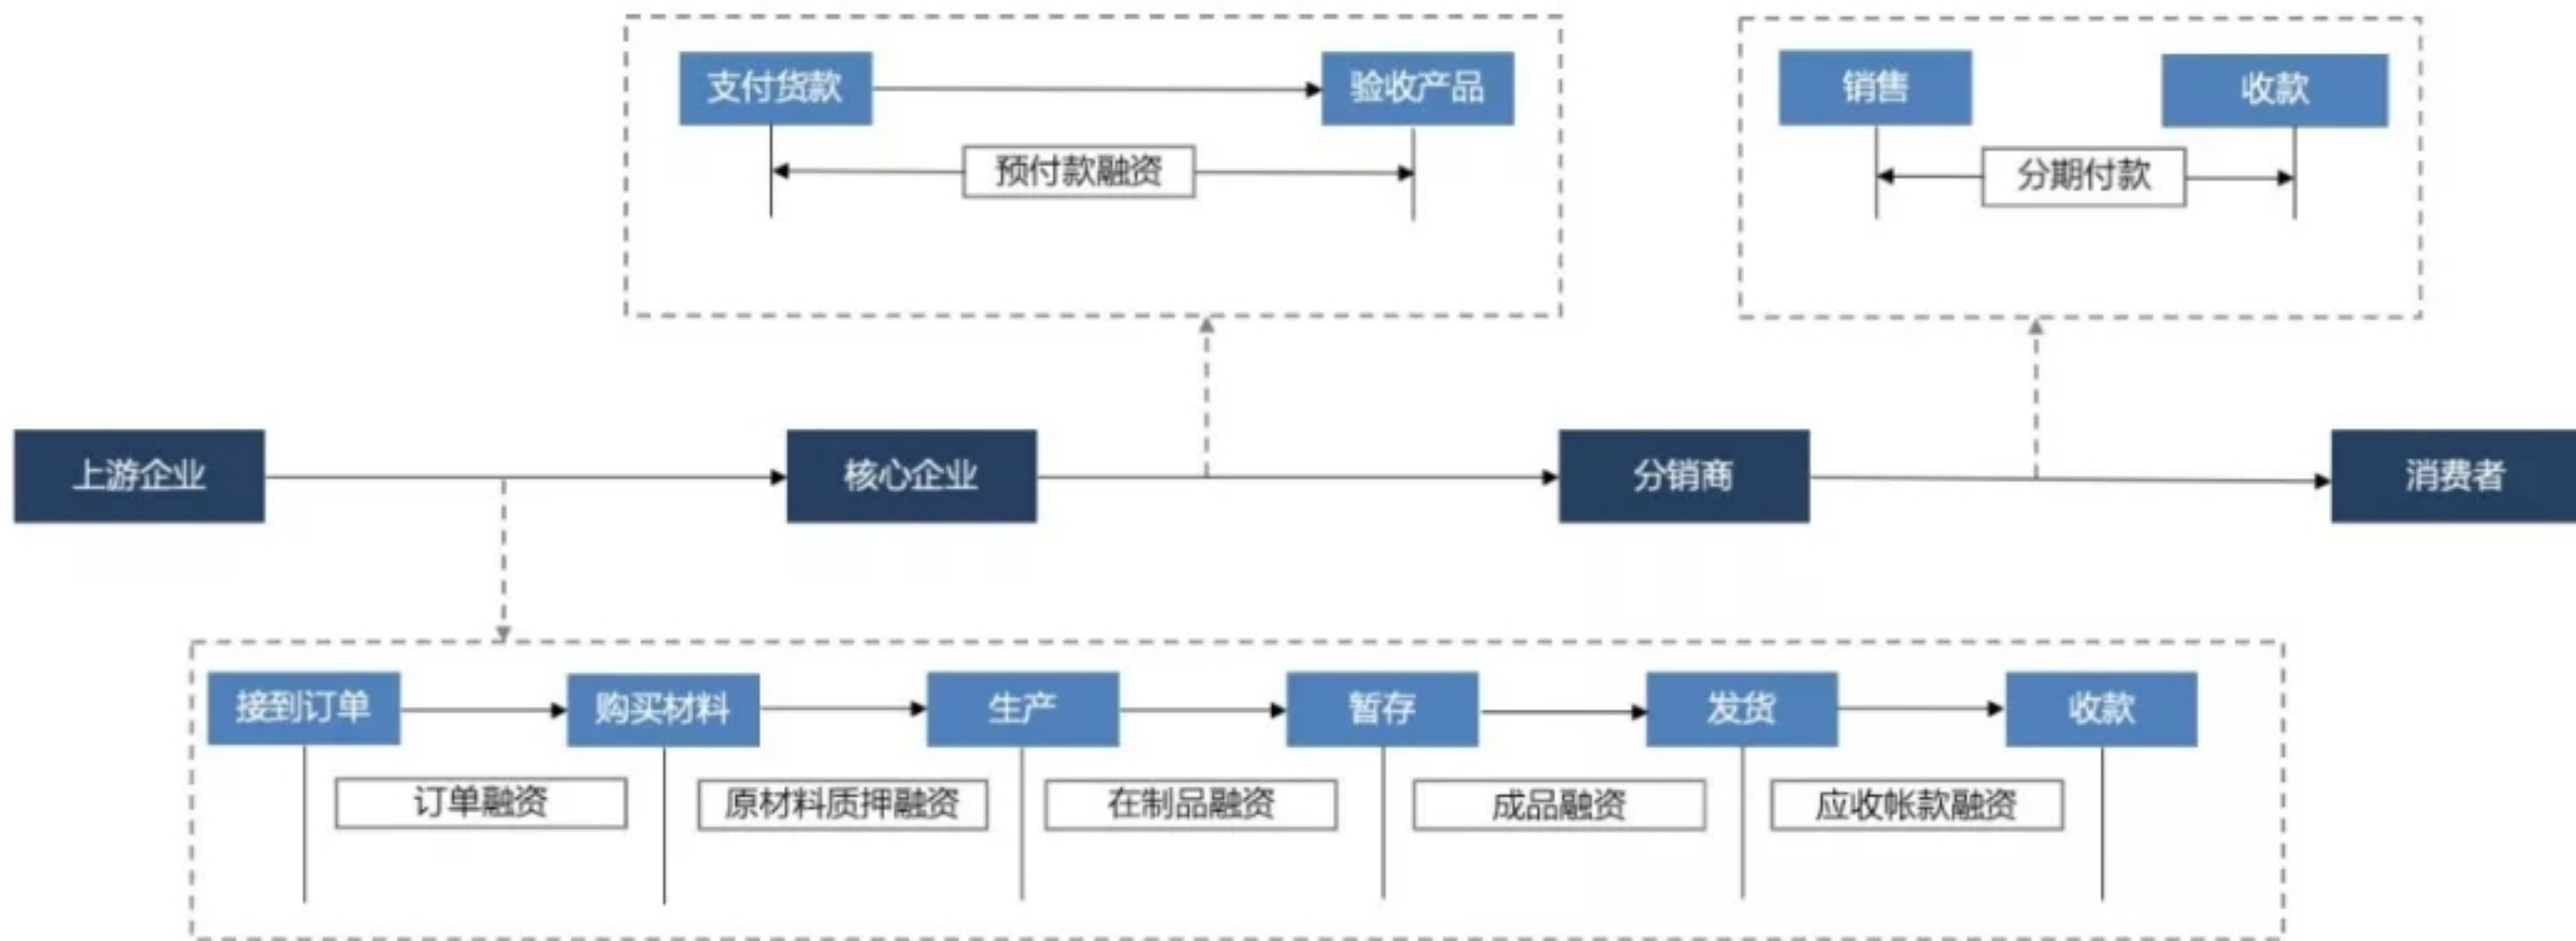 支付货款
验收产品
预付款融资
销售
收款
分期付款
上游企业
核心企业
分销商
消费者
接到订单
购买材料
生产
暂存
发货
收款
订单融资
原材料质押融资
在制品融资
成品融资
应收帐款融资